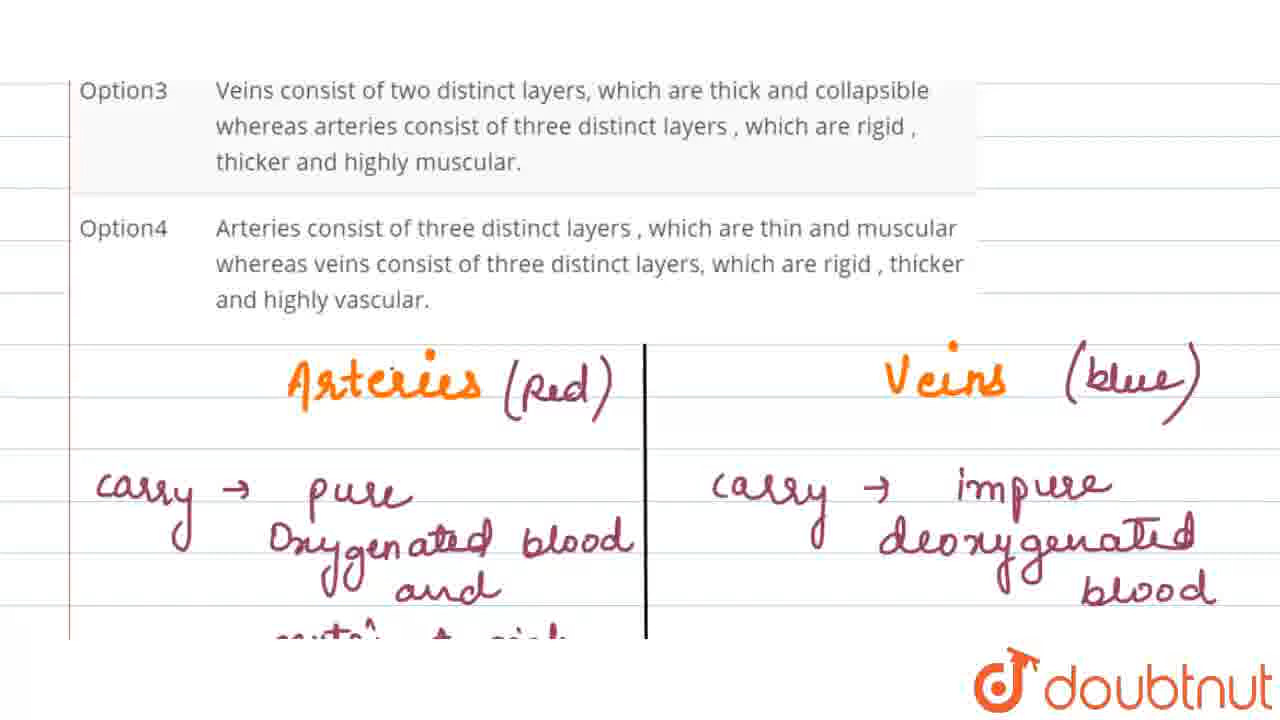 Option3 Veins consist of two distinct layers, which are thick and collapsible
whereas arteries consist of three distinct layers , which are rigid ,
thicker and highly muscular.
Option4 Arteries consist of three distinct layers , which are thin and muscular
whereas veins consist of three distinct layers, which are rigid , thicker
and highly vascular.
Arteries (Red) Veins (blue)
carry → pure carry → impure
Oxygenated blood deoxygenated
and blood
doubtnut